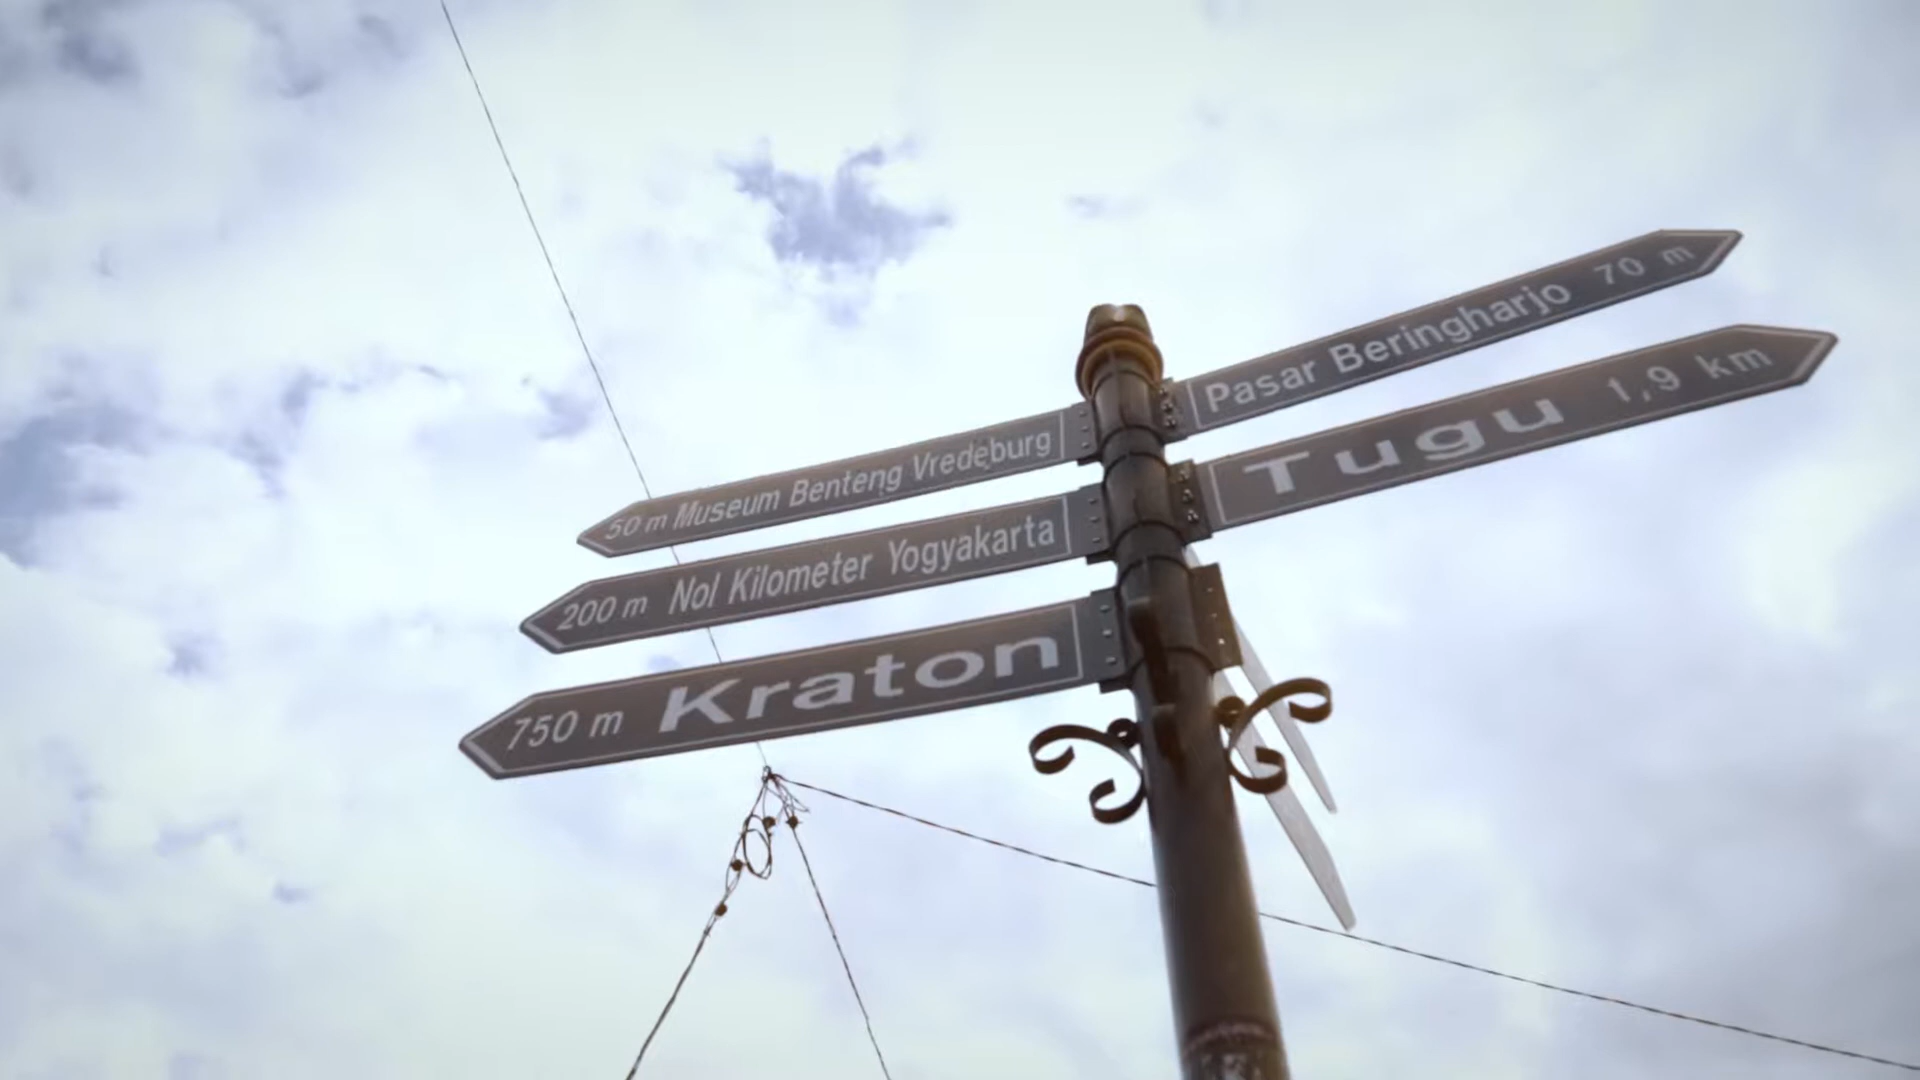 50 m Museum Benteng Vredeburg
200 m Nol Kilometer Yogyakarta
750 m Kraton
Pasar Beringharjo 70 m
Tugu 1,9 km